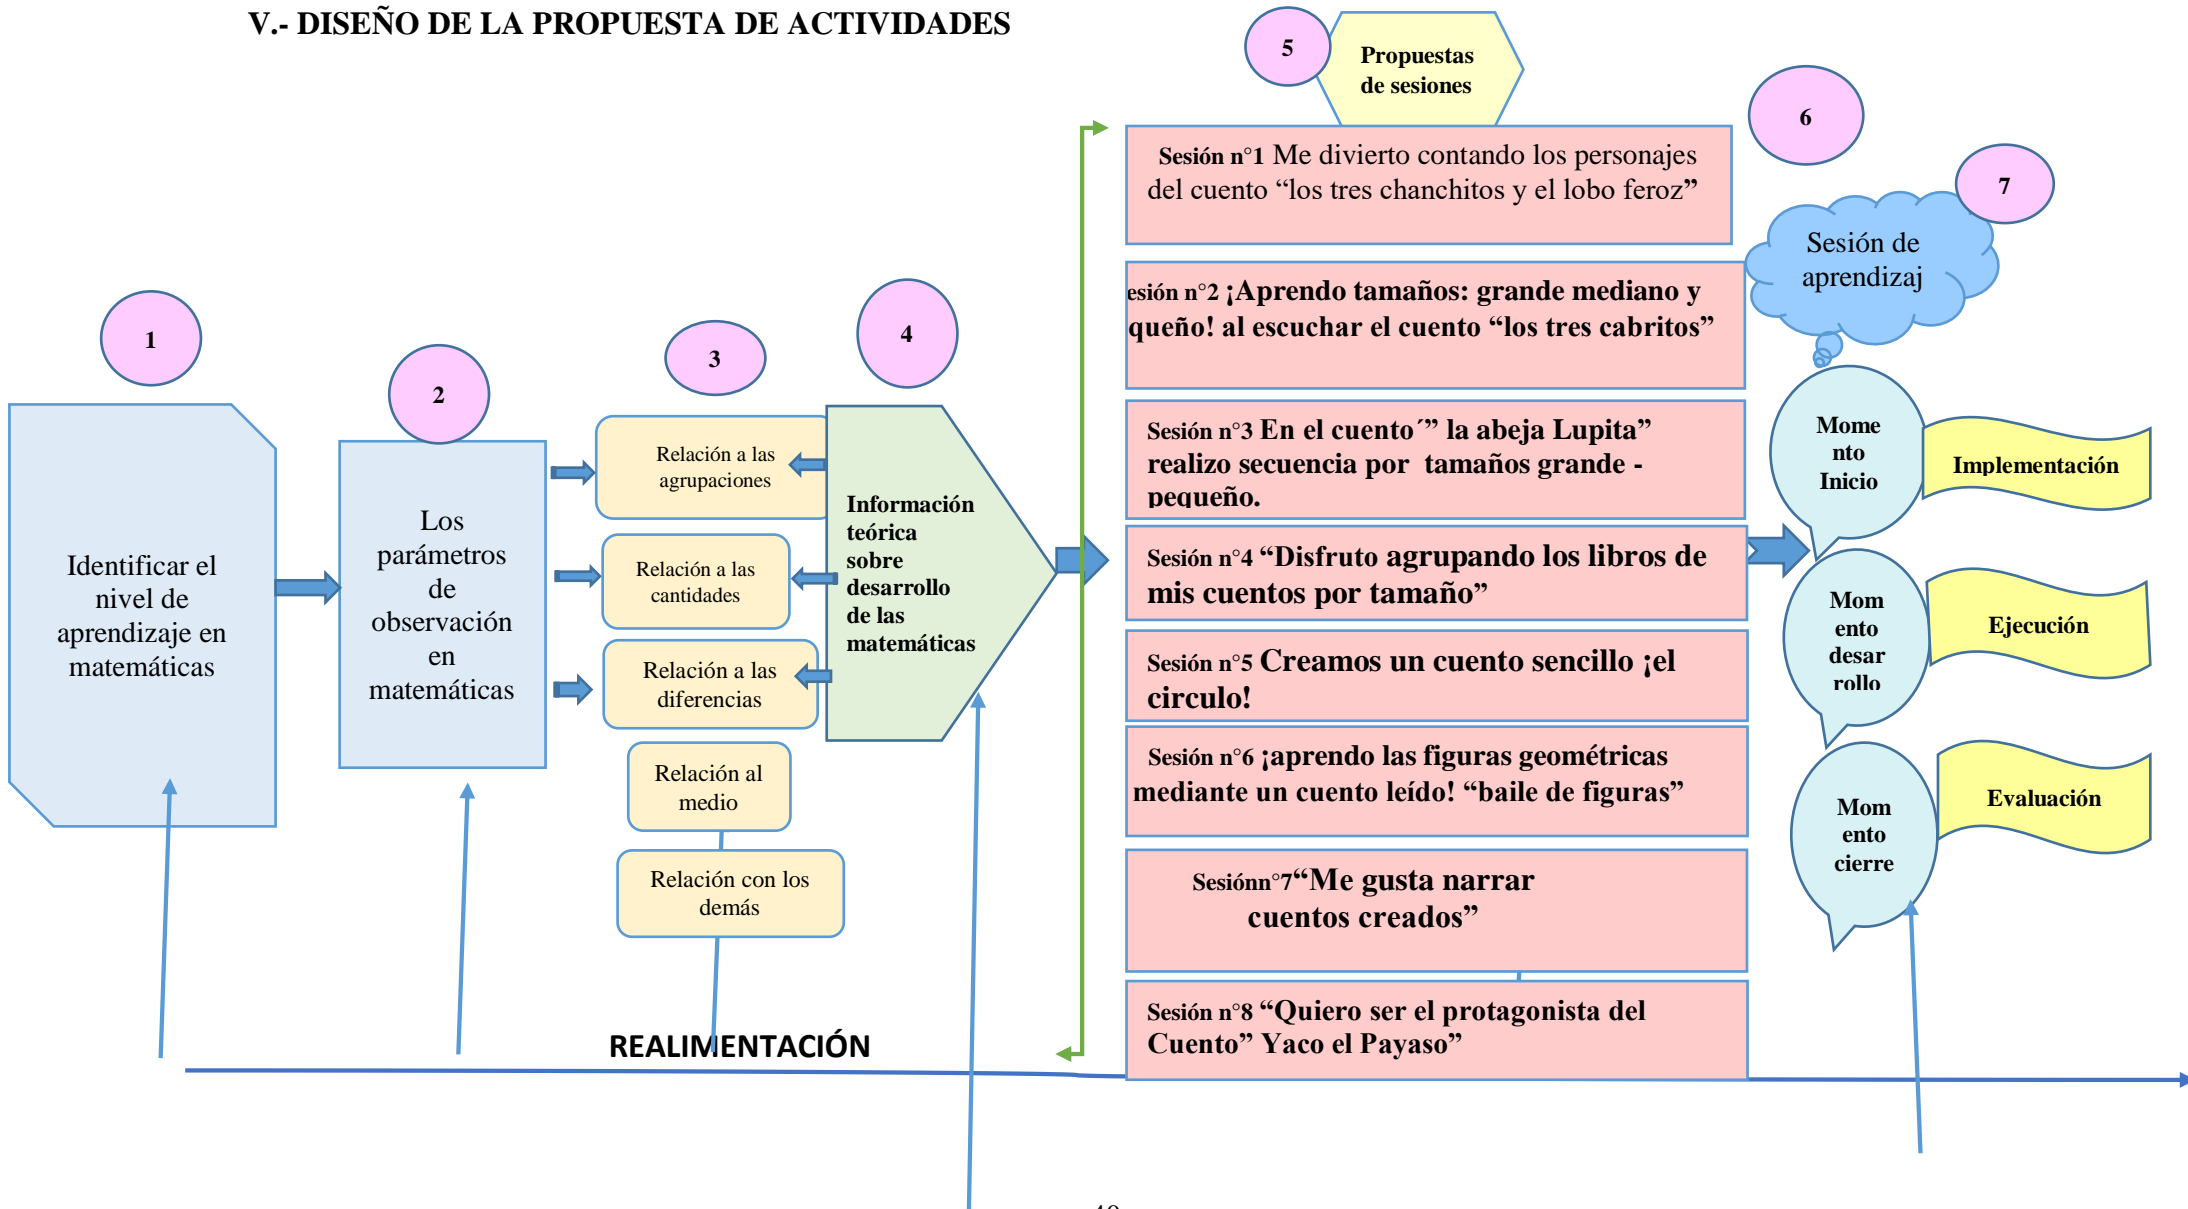 V.- DISEÑO DE LA PROPUESTA DE ACTIVIDADES
1
Identificar el
nivel de
aprendizaje en
matemáticas
2
Los
parámetros
de
observación
en
matemáticas
3
Relación a las
agrupaciones
Relación a las
cantidades
Relación a las
diferencias
Relación al
medio
Relación con los
demás
4
Información
teórica
sobre
desarrollo
de las
matemáticas
5
Propuestas
de sesiones
Sesión n°1 Me divierto contando los personajes
del cuento “los tres chanchitos y el lobo feroz”
esión n°2 ¡Aprendo tamaños: grande mediano y
queño! al escuchar el cuento “los tres cabritos”
Sesión n°3 En el cuento´” la abeja Lupita”
realizo secuencia por tamaños grande -
pequeño.
Sesión n°4 “Disfruto agrupando los libros de
mis cuentos por tamaño”
Sesión n°5 Creamos un cuento sencillo ¡el
circulo!
Sesión n°6 ¡aprendo las figuras geométricas
mediante un cuento leído! “baile de figuras”
Sesiónn°7“Me gusta narrar
cuentos creados”
Sesión n°8 “Quiero ser el protagonista del
Cuento” Yaco el Payaso”
6
7
Sesión de
aprendizaj
Mome
nto
Inicio
Implementación
Mom
ento
desar
rollo
Ejecución
Mom
ento
cierre
Evaluación
REALIMENTACIÓN